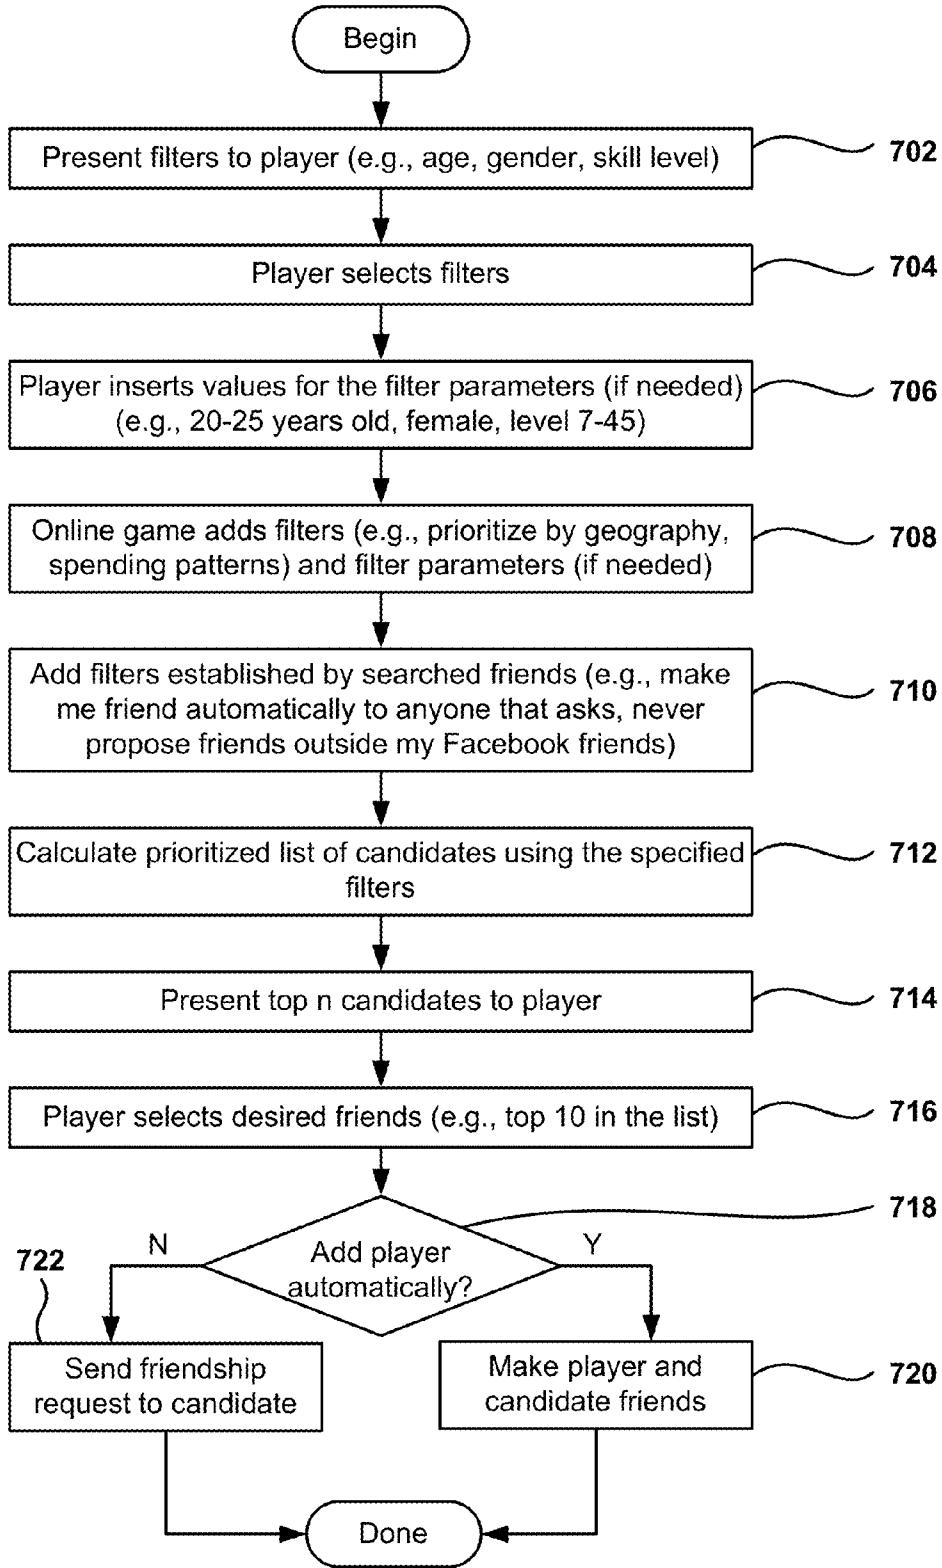 Begin
Present filters to player (e.g., age, gender, skill level)
702
Player selects filters
704
Player inserts values for the filter parameters (if needed)
(e.g., 20-25 years old, female, level 7-45)
706
Online game adds filters (e.g., prioritize by geography,
spending patterns) and filter parameters (if needed)
708
Add filters established by searched friends (e.g., make
me friend automatically to anyone that asks, never
propose friends outside my Facebook friends)
710
Calculate prioritized list of candidates using the specified
filters
712
Present top n candidates to player
714
Player selects desired friends (e.g., top 10 in the list)
716
718
Add player
automatically?
N
Y
722
Send friendship
request to candidate
Make player and
candidate friends
720
Done